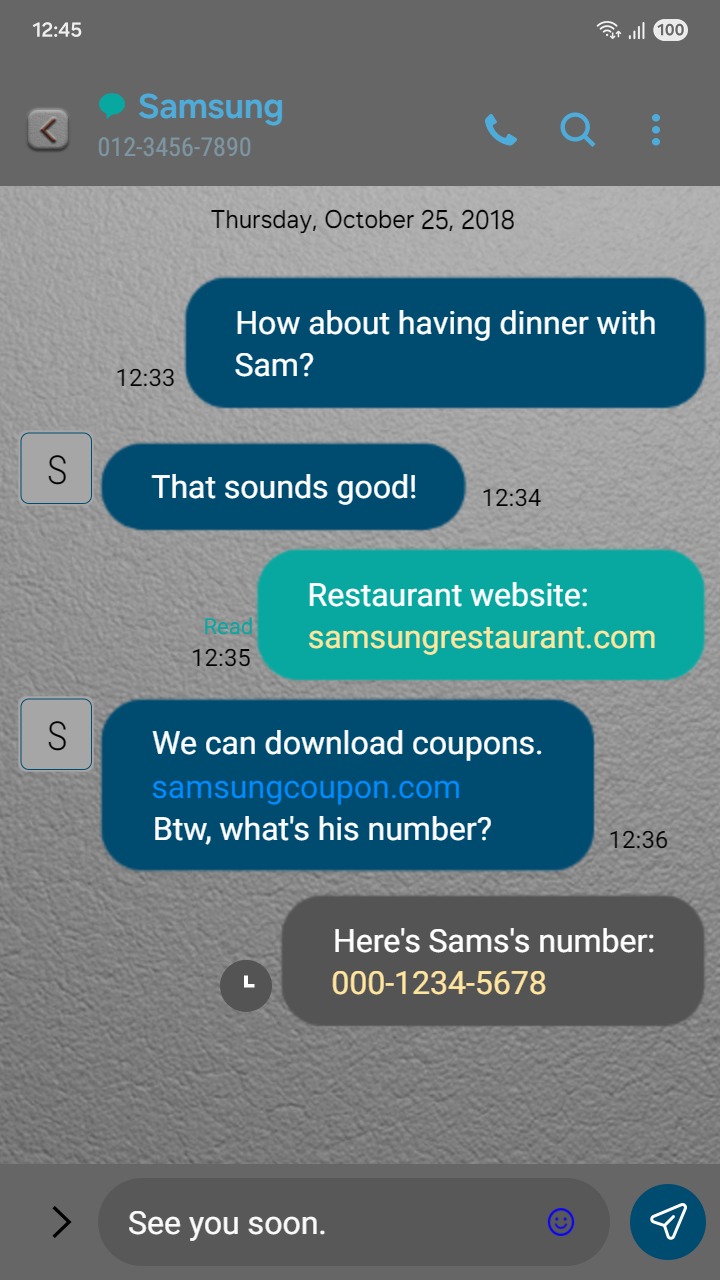 12:45
100
Samsung
012-3456-7890
Thursday, October 25, 2018
How about having dinner with
Sam?
12:33
S
That sounds good!
12:34
Restaurant website:
samsungrestaurant.com
Read
12:35
S
We can download coupons.
samsungcoupon.com
Btw, what's his number?
12:36
Here's Sams's number:
000-1234-5678
See you soon.